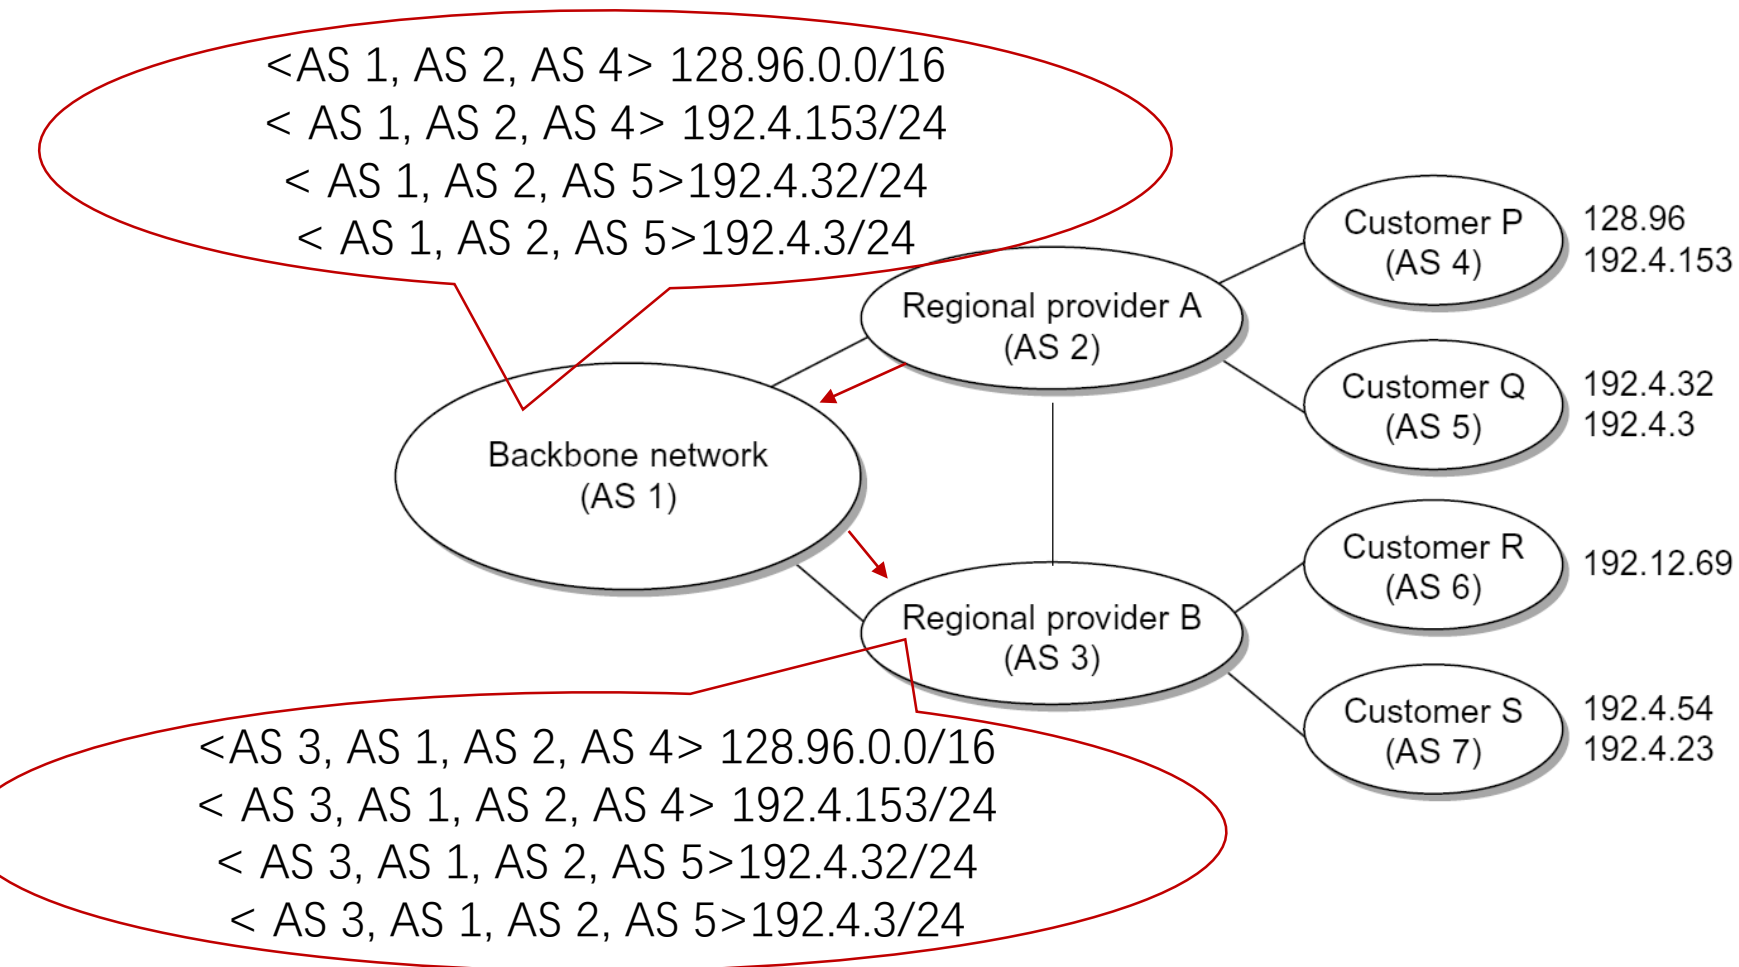 <AS 1, AS 2, AS 4> 128.96.0.0/16
< AS 1, AS 2, AS 4> 192.4.153/24
< AS 1, AS 2, AS 5>192.4.32/24
< AS 1, AS 2, AS 5>192.4.3/24
Customer P
(AS 4)
128.96
192.4.153
Regional provider A
(AS 2)
Customer Q
(AS 5)
192.4.32
192.4.3
Backbone network
(AS 1)
Customer R
(AS 6)
192.12.69
Regional provider B
(AS 3)
Customer S
(AS 7)
192.4.54
192.4.23
<AS 3, AS 1, AS 2, AS 4> 128.96.0.0/16
< AS 3, AS 1, AS 2, AS 4> 192.4.153/24
< AS 3, AS 1, AS 2, AS 5>192.4.32/24
< AS 3, AS 1, AS 2, AS 5>192.4.3/24